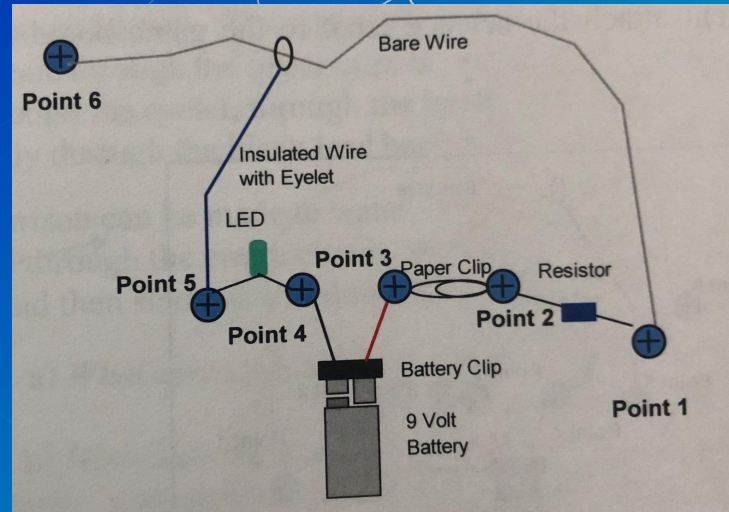 Bare Wire
Point 6
Insulated Wire
with Eyelet
LED
Point 5
Point 3
Paper Clip
Resistor
Point 4
Point 2
Battery Clip
Point 1
9 Volt
Battery